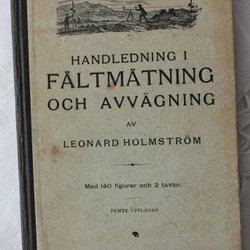 HANDLEDNING I
FÄLTMÄTNING
OCH AVVÄGNING
AV
LEONARD HOLMSTRÖM
Med 140 figurer och 2 tavlor.
FEMTE UPPLAGAN